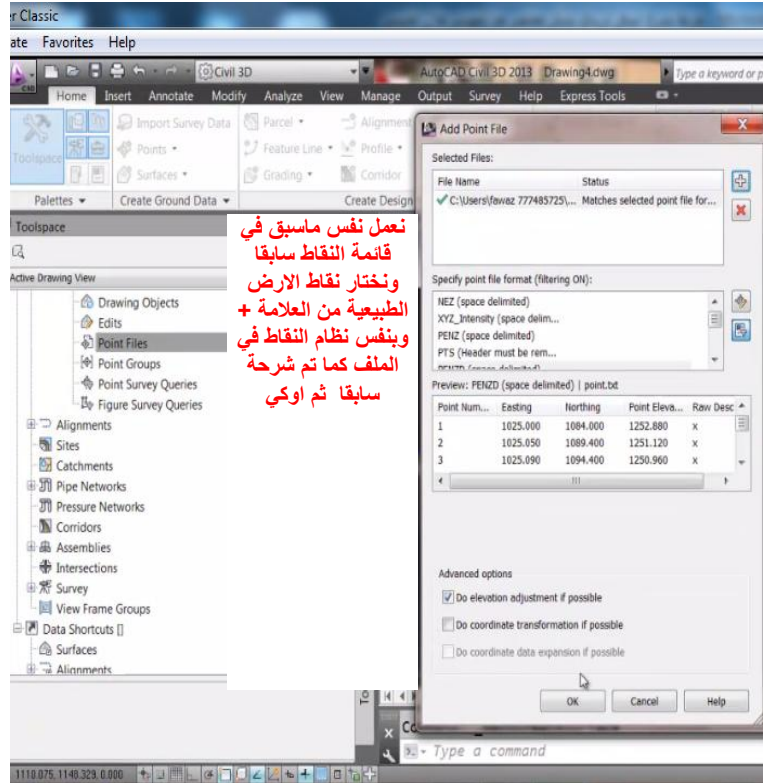 r Classic
ate Favorites Help
Civil 3D
AutoCAD Civil 3D 2013 Drawing4.dwg
Type a keyword or p
Home Insert Annotate Modify Analyze View Manage Output Survey Help Express Tools
Toolspace
Import Survey Data
Parcel
Alignment
Points
Feature Line
Profile
Surfaces
Grading
Corridor
Palettes
Create Ground Data
Create Design
Toolspace
Active Drawing View
Drawing Objects
Edits
Point Files
Point Groups
Point Survey Queries
Figure Survey Queries
Alignments
Sites
Catchments
Pipe Networks
Pressure Networks
Corridors
Assemblies
Intersections
Survey
View Frame Groups
Data Shortcuts []
Surfaces
Alignments
نعمل نفس ماسبق في
قائمة النقاط سابقا
ونختار نقاط الارض
الطبيعية من العلامة +
وبنفس نظام النقاط في
الملف كما تم شرحة
سابقا ثم اوكي
Add Point File
Selected Files:
File Name Status
C:\Users\fawaz 777485725\... Matches selected point file for...
Specify point file format (filtering ON):
NEZ (space delimited)
XYZ_Intensity (space delim...
PENZ (space delimited)
PTS (Header must be rem...
PENZD (space delimited)
Preview: PENZD (space delimited) | point.txt
Point Num... Easting Northing Point Eleva... Raw Desc
1 1025.000 1084.000 1252.880 x
2 1025.050 1089.400 1251.120 x
3 1025.090 1094.400 1250.960 x
Advanced options
Do elevation adjustment if possible
Do coordinate transformation if possible
Do coordinate data expansion if possible
OK Cancel Help
Type a command
1118.075, 1148.329, 0.000